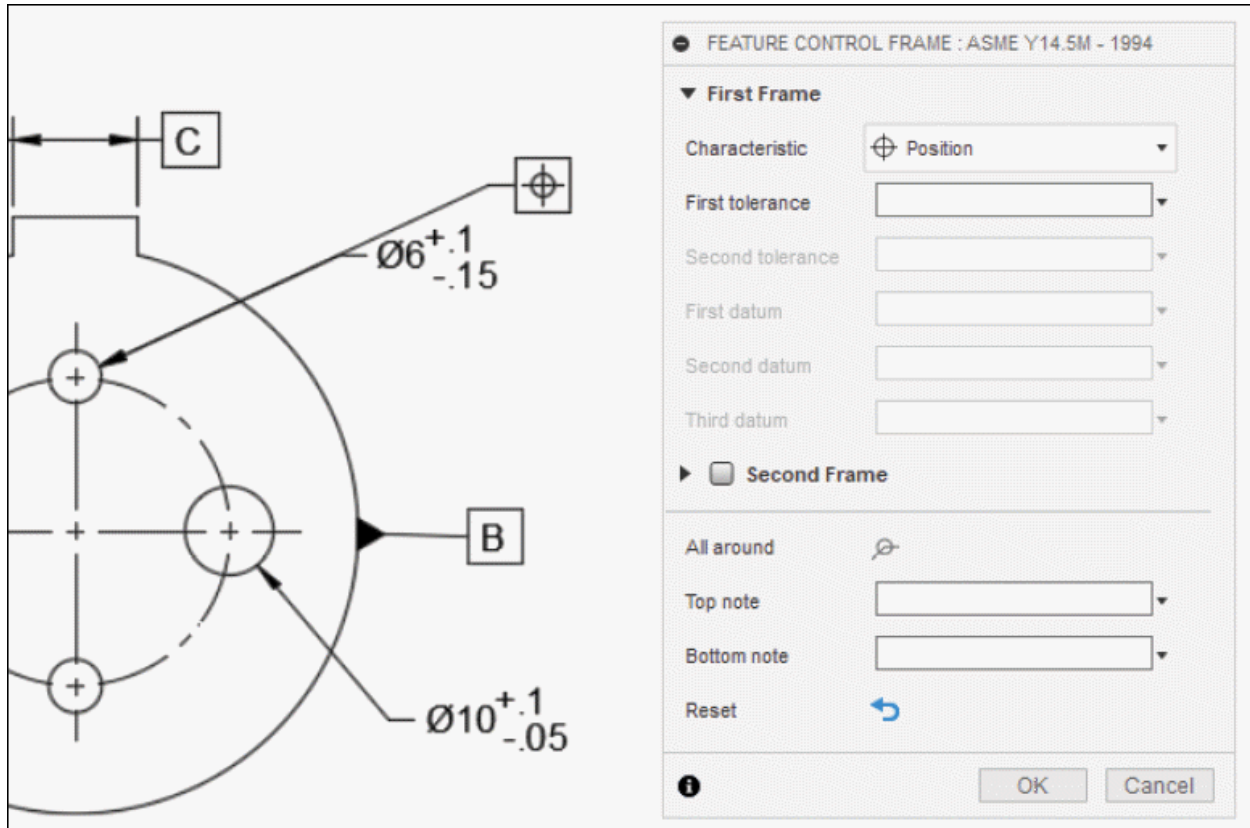 C
Ø6 +.1
-.15
B
Ø10 +.1
-.05
FEATURE CONTROL FRAME : ASME Y14.5M - 1994
First Frame
Characteristic Position
First tolerance
Second tolerance
First datum
Second datum
Third datum
Second Frame
All around
Top note
Bottom note
Reset
OK Cancel